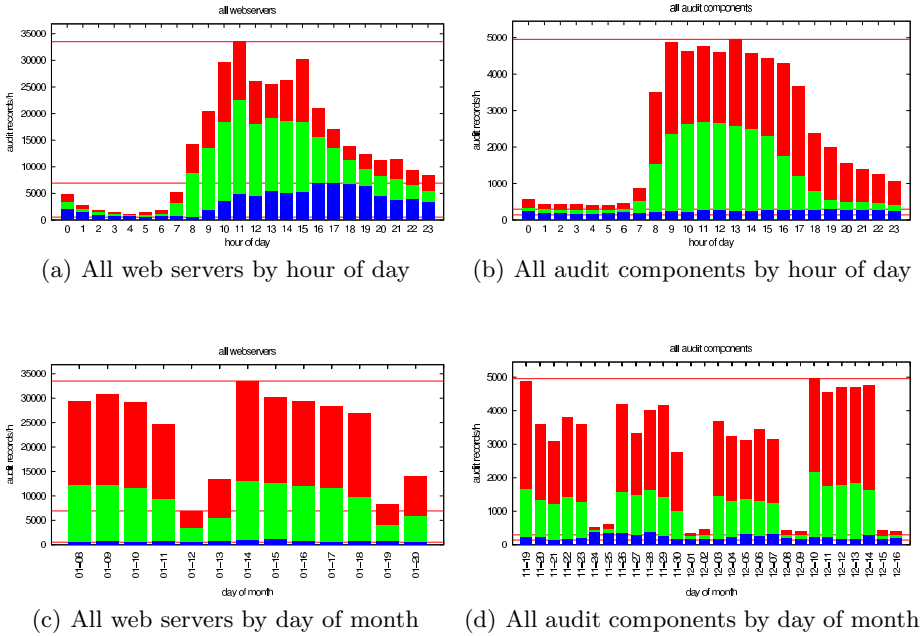 all webservers
35000
30000
25000
20000
15000
10000
5000
0
audit records/h
0 1 2 3 4 5 6 7 8 9 10 11 12 13 14 15 16 17 18 19 20 21 22 23
hour of day
(a) All web servers by hour of day
all audit components
5000
4000
3000
2000
1000
0
audit records/h
0 1 2 3 4 5 6 7 8 9 10 11 12 13 14 15 16 17 18 19 20 21 22 23
hour of day
(b) All audit components by hour of day
all webservers
35000
30000
25000
20000
15000
10000
5000
0
audit records/h
01-08 01-09 01-10 01-11 01-12 01-13 01-14 01-15 01-16 01-17 01-18 01-19 01-20
day of month
(c) All web servers by day of month
all audit components
5000
4000
3000
2000
1000
0
audit records/h
11-19 11-20 11-21 11-22 11-23 11-24 11-25 11-26 11-27 11-28 11-29 11-30 12-01 12-02 12-03 12-04 12-05 12-06 12-07 12-08 12-09 12-10 12-11 12-12 12-13 12-14 12-15 12-16
day of month
(d) All audit components by day of month